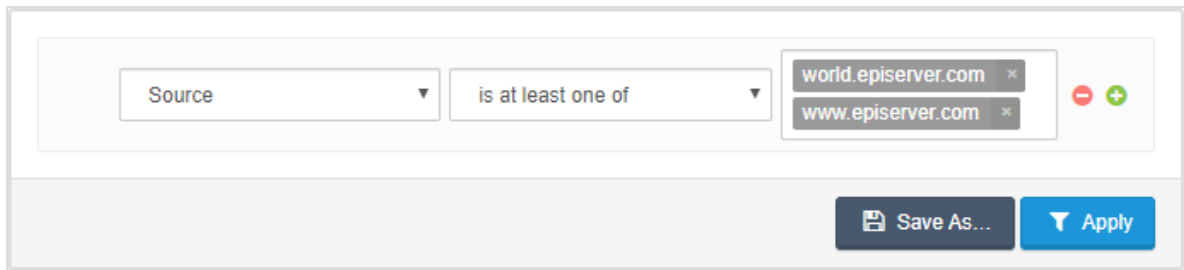 Source
is at least one of
world.episerver.com ×
www.episerver.com ×
Save As...
Apply